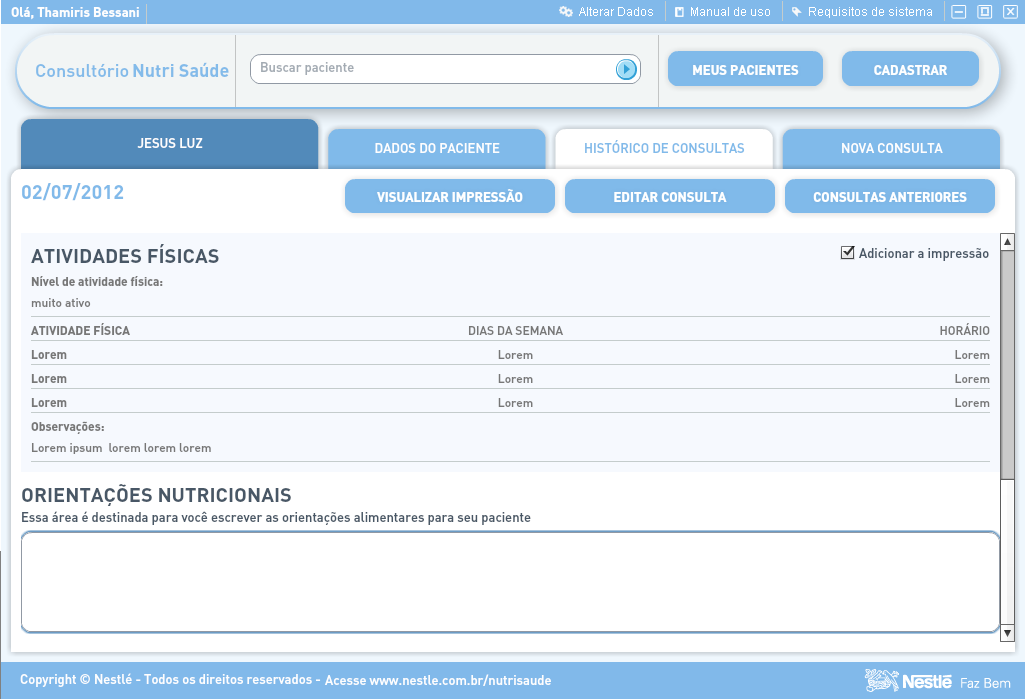 Olá, Thamiris Bessani
Alterar Dados
Manual de uso
Requisitos de sistema
Consultório Nutri Saúde
Buscar paciente
MEUS PACIENTES
CADASTRAR
JESUS LUZ
DADOS DO PACIENTE
HISTÓRICO DE CONSULTAS
NOVA CONSULTA
02/07/2012
VISUALIZAR IMPRESSÃO
EDITAR CONSULTA
CONSULTAS ANTERIORES
ATIVIDADES FÍSICAS
Adicionar a impressão
Nível de atividade física:
muito ativo
ATIVIDADE FÍSICA DIAS DA SEMANA HORÁRIO
Lorem Lorem Lorem
Lorem Lorem Lorem
Lorem Lorem Lorem
Observações:
Lorem ipsum lorem lorem lorem
ORIENTAÇÕES NUTRICIONAIS
Essa área é destinada para você escrever as orientações alimentares para seu paciente
Copyright © Nestlé - Todos os direitos reservados - Acesse www.nestle.com.br/nutrisaude
Nestlé Faz Bem